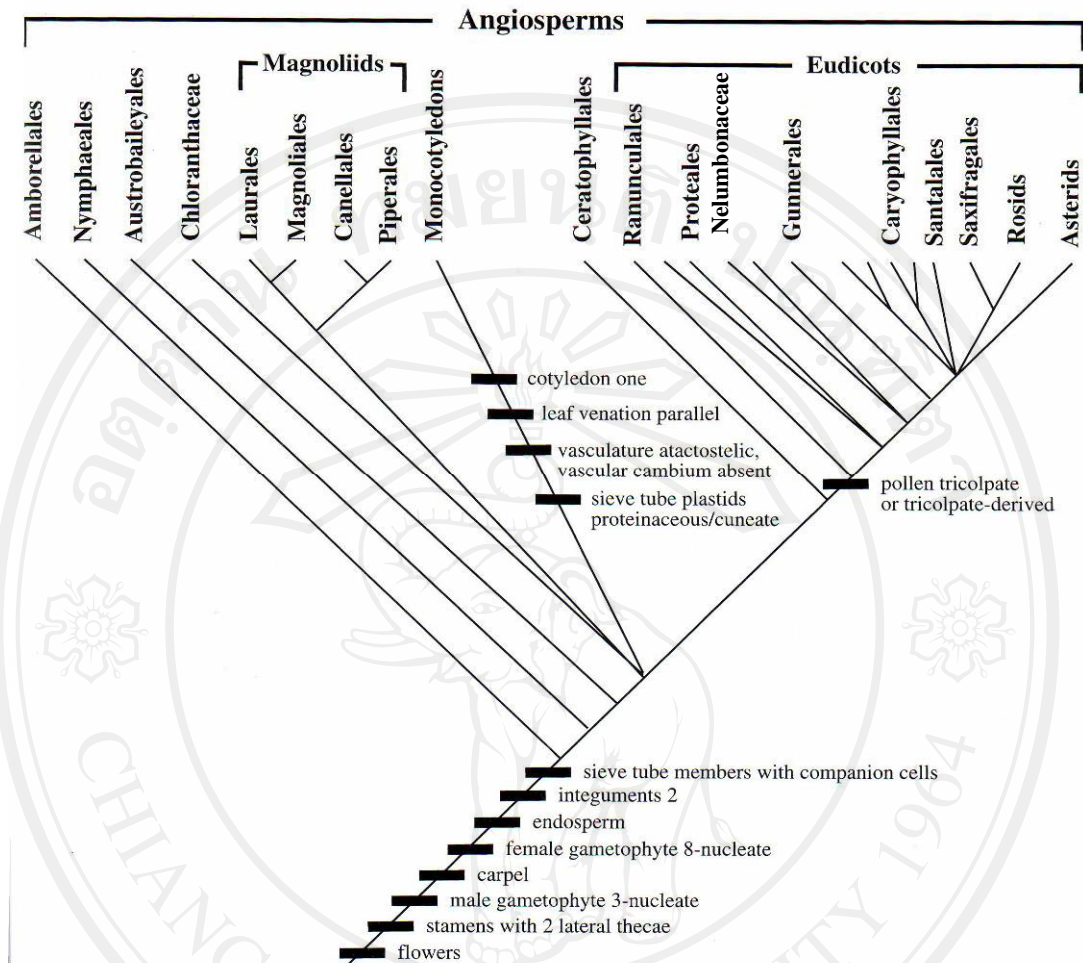 Angiosperms
Magnoliids
Eudicots
Amborellales
Nymphaeales
Austrobaileyales
Chloranthaceae
Laurales
Magnoliales
Canellales
Piperales
Monocotyledons
Ceratophyllales
Ranunculales
Proteales
Nelumbonaceae
Gunnerales
Caryophyllales
Santalales
Saxifragales
Rosids
Asterids
cotyledon one
leaf venation parallel
vasculature atactostelic,
vascular cambium absent
sieve tube plastids
proteinaceous/cuneate
pollen tricolpate
or tricolpate-derived
sieve tube members with companion cells
integuments 2
endosperm
female gametophyte 8-nucleate
carpel
male gametophyte 3-nucleate
stamens with 2 lateral thecae
flowers
CHIANG
1964